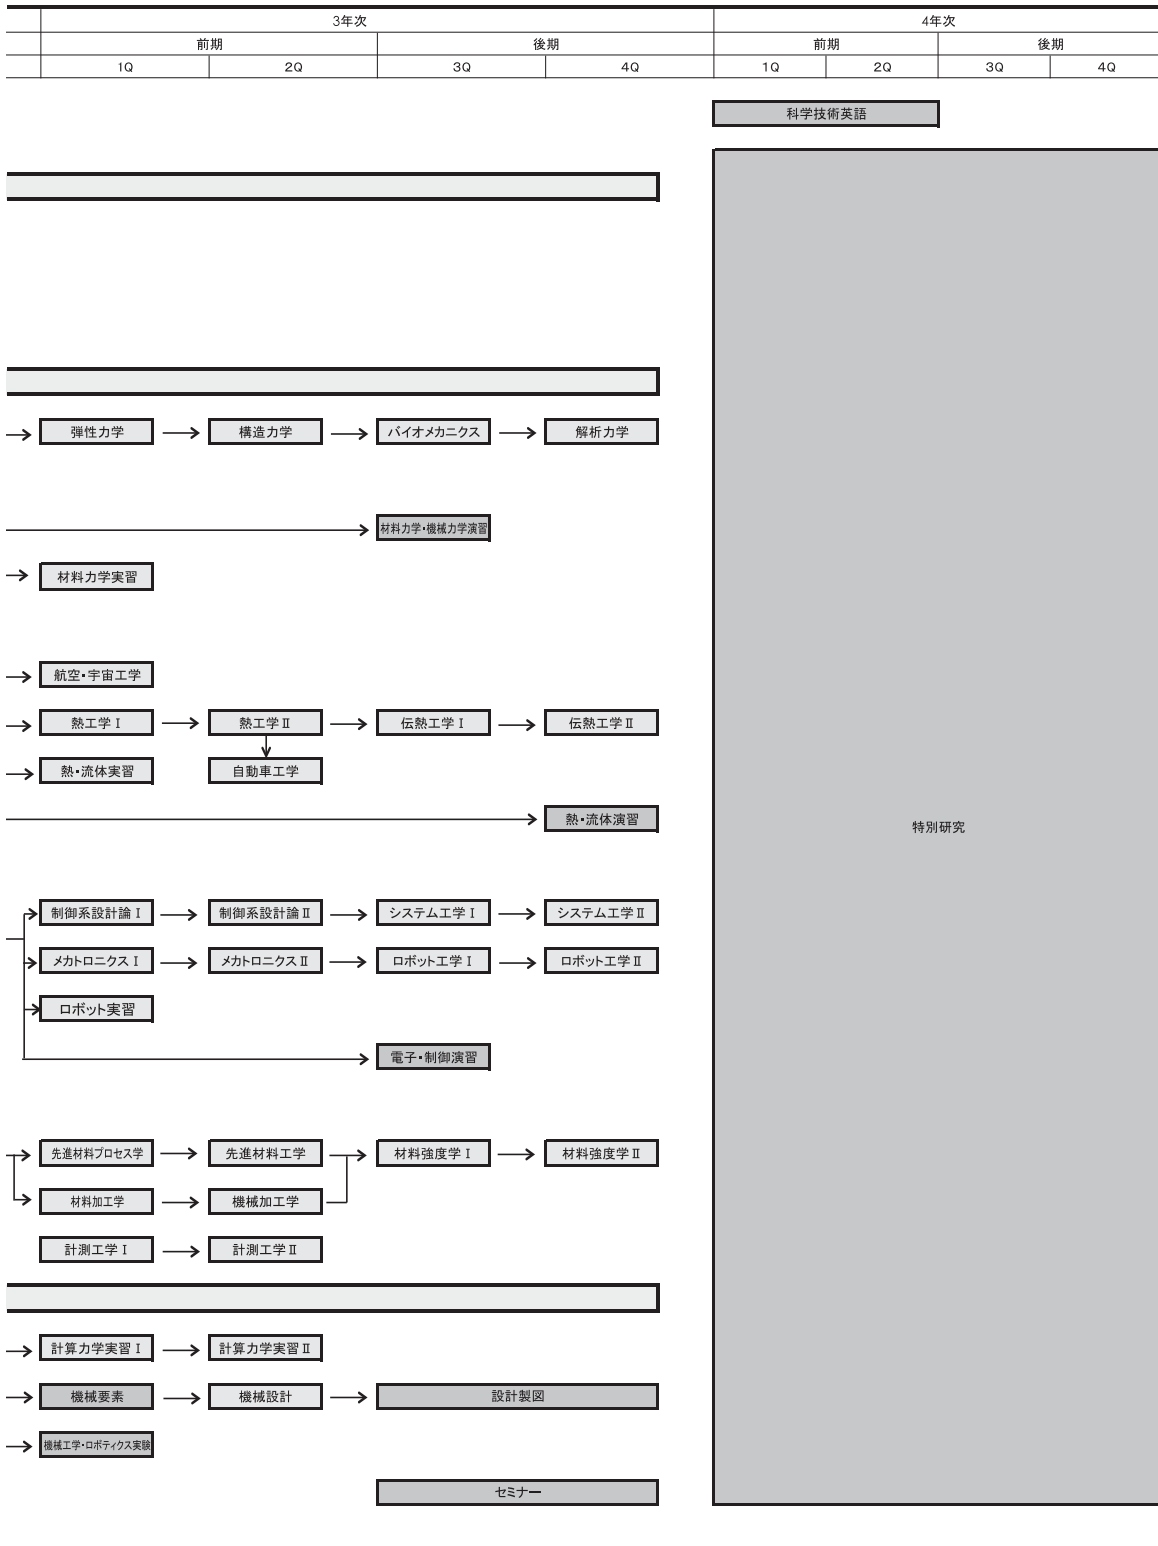 3年次 4年次
前期 後期 前期 後期
1Q 2Q 3Q 4Q 1Q 2Q 3Q 4Q
科学技術英語
弾性力学 構造力学 バイオメカニクス 解析力学
材料力学・機械力学演習
材料力学実習
航空・宇宙工学
熱工学Ⅰ 熱工学Ⅱ 伝熱工学Ⅰ 伝熱工学Ⅱ
熱・流体実習 自動車工学
熱・流体演習
特別研究
制御系設計論Ⅰ 制御系設計論Ⅱ システム工学Ⅰ システム工学Ⅱ
メカトロニクスⅠ メカトロニクスⅡ ロボット工学Ⅰ ロボット工学Ⅱ
ロボット実習
電子・制御演習
先進材料プロセス学 先進材料工学 材料強度学Ⅰ 材料強度学Ⅱ
材料加工学 機械加工学
計測工学Ⅰ 計測工学Ⅱ
計算力学実習Ⅰ 計算力学実習Ⅱ
機械要素 機械設計 設計製図
機械工学・ロボティクス実験
セミナー